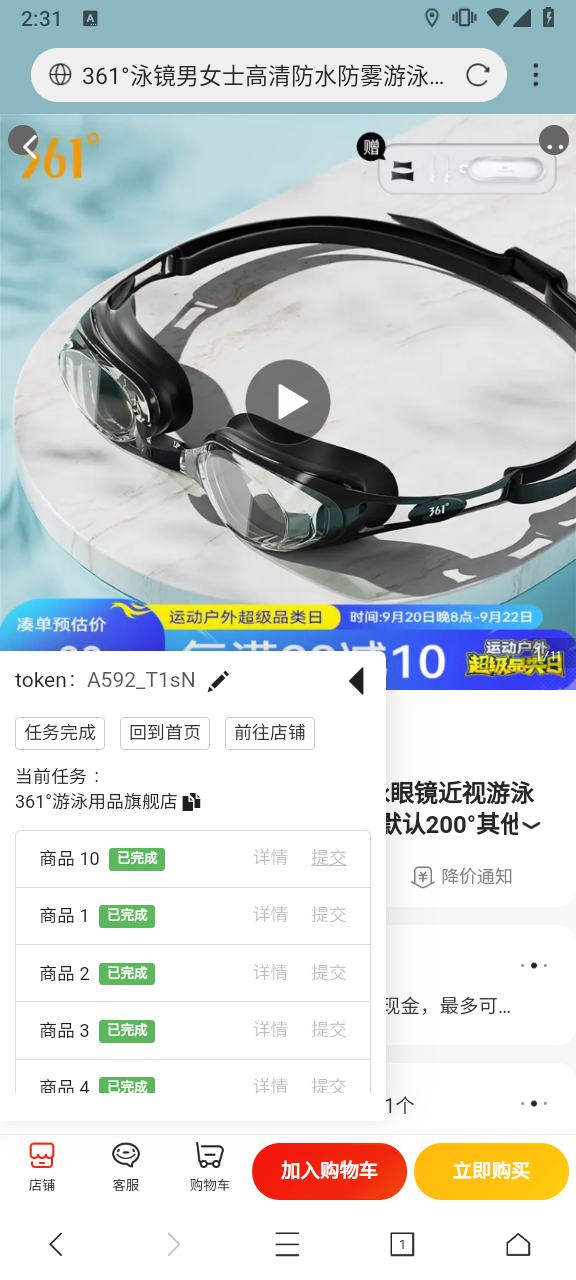 2:31
361°泳镜男女士高清防水防雾游泳...
361°
赠
361°
凑单预估价
运动户外超级品类日
时间:9月20日晚8点-9月22日
减10
运动户外
超级品类日
1/11
token: A592_T1sN
任务完成 回到首页 前往店铺
当前任务：
361°游泳用品旗舰店
眼镜近视游泳
默认200°其他
降价通知
商品 10 已完成 详情 提交
商品 1 已完成 详情 提交
商品 2 已完成 详情 提交
现金，最多可...
商品 3 已完成 详情 提交
商品 4 已完成 详情 提交
1个
店铺 客服 购物车 加入购物车 立即购买
1